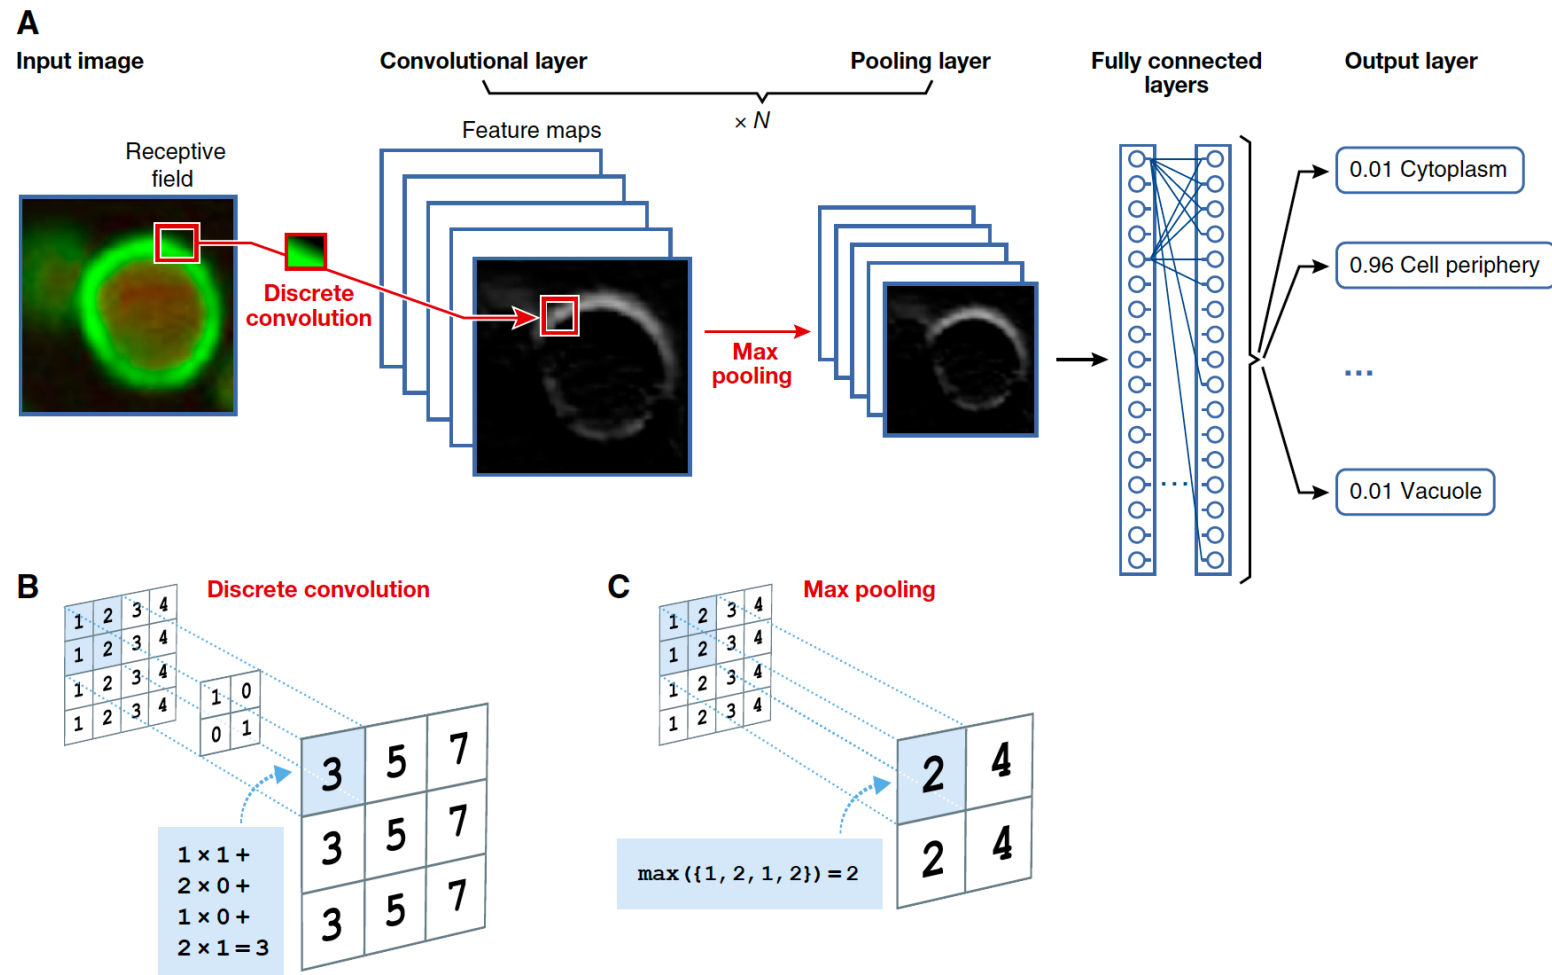 A
Input image
Convolutional layer
Pooling layer
Fully connected
layers
Output layer
× N
Feature maps
Receptive
field
Discrete
convolution
Max
pooling
0.01 Cytoplasm
0.96 Cell periphery
...
0.01 Vacuole
...
B
Discrete convolution
1 2 3 4
1 2 3 4
1 2 3 4
1 2 3 4
1 0
0 1
3 5 7
3 5 7
3 5 7
1 × 1 +
2 × 0 +
1 × 0 +
2 × 1 = 3
C
Max pooling
1 2 3 4
1 2 3 4
1 2 3 4
1 2 3 4
2 4
2 4
max({1, 2, 1, 2}) = 2